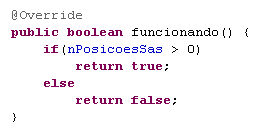 @Override
public boolean funcionando() {
    if(nPosicoesSas > 0)
        return true;
    else
        return false;
}